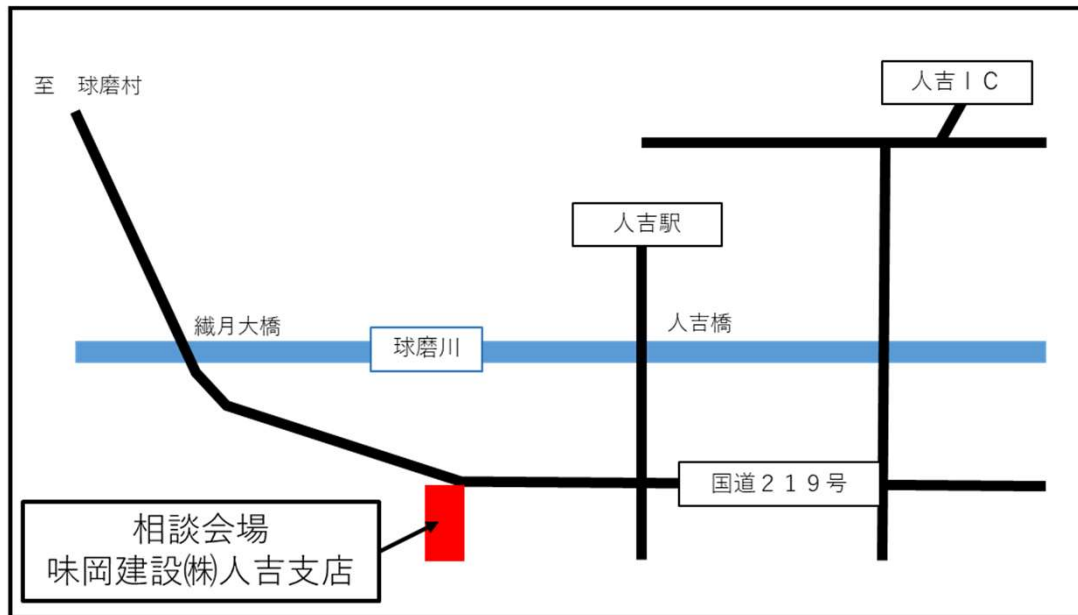 至　球磨村
人吉ＩＣ
人吉駅
繊月大橋
人吉橋
球磨川
国道２１９号
相談会場
味岡建設㈱人吉支店